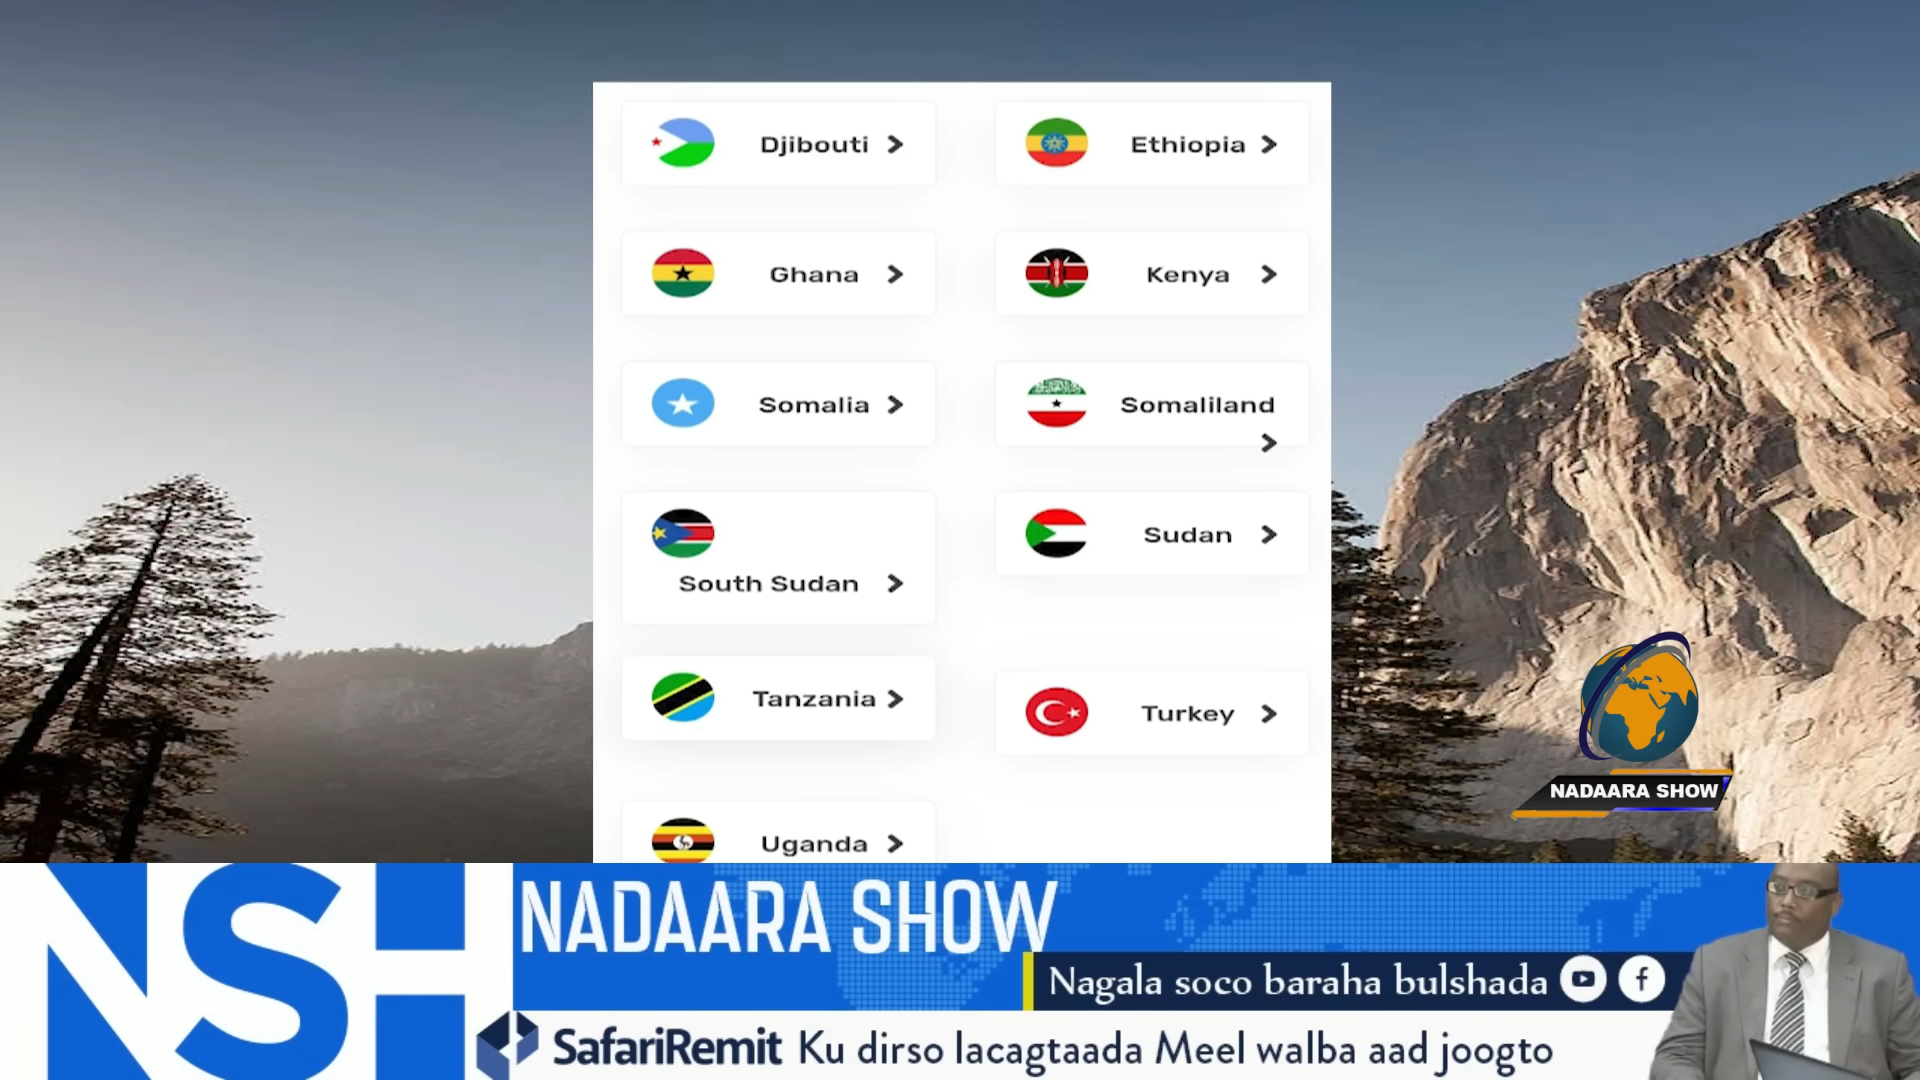 Djibouti
Ethiopia
Ghana
Kenya
Somalia
Somaliland
South Sudan
Sudan
Tanzania
Turkey
Uganda
NADAARA SHOW
NSH
NADAARA SHOW
Nagala soco baraha bulshada
SafariRemit Ku dirso lacagtaada Meel walba aad joogto